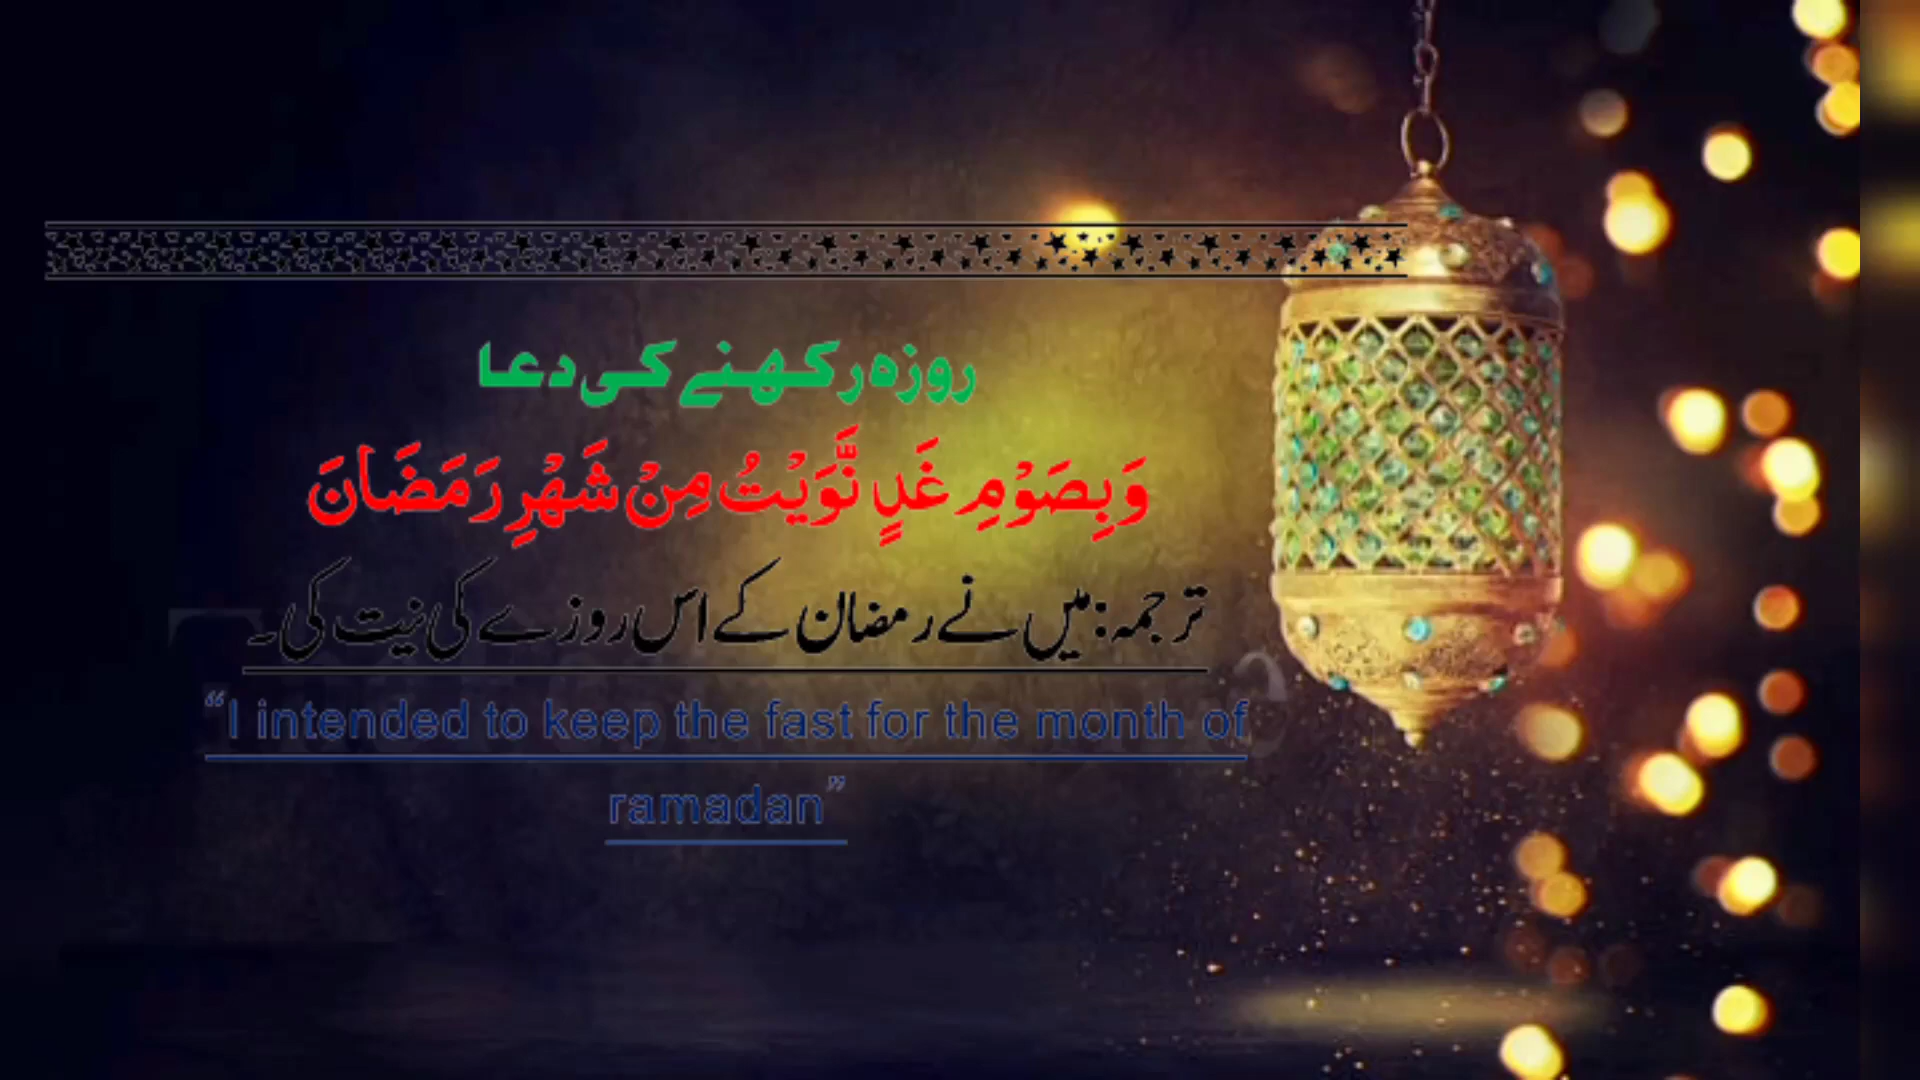 روزہ رکھنے کی دعا
وَبِصَوْمِ غَدٍ نَّوَيْتُ مِنْ شَهْرِ رَمَضَانَ
ترجمہ: میں نے رمضان کے اس روزے کی نیت کی۔
“I intended to keep the fast for the month of
ramadan”